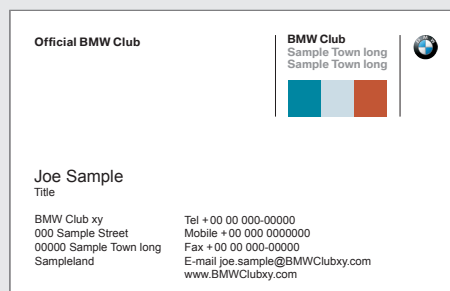 Official BMW Club
BMW Club
Sample Town long
Sample Town long
Joe Sample
Title
BMW Club xy
000 Sample Street
00000 Sample Town long
Sampleland
Tel +00 00 000-00000
Mobile +00 000 0000000
Fax +00 00 000-00000
E-mail joe.sample@BMWClubxy.com
www.BMWClubxy.com